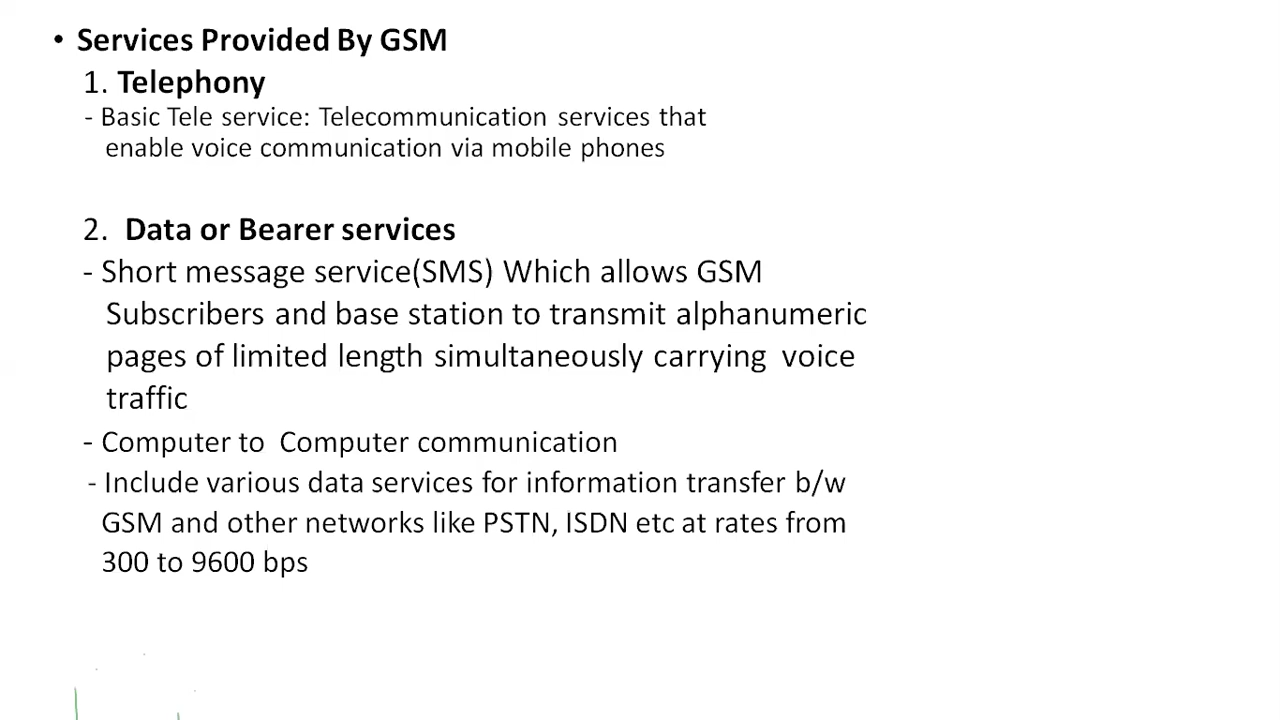 • Services Provided By GSM
1. Telephony
- Basic Tele service: Telecommunication services that
enable voice communication via mobile phones
2. Data or Bearer services
- Short message service(SMS) Which allows GSM
Subscribers and base station to transmit alphanumeric
pages of limited length simultaneously carrying voice
traffic
- Computer to Computer communication
- Include various data services for information transfer b/w
GSM and other networks like PSTN, ISDN etc at rates from
300 to 9600 bps